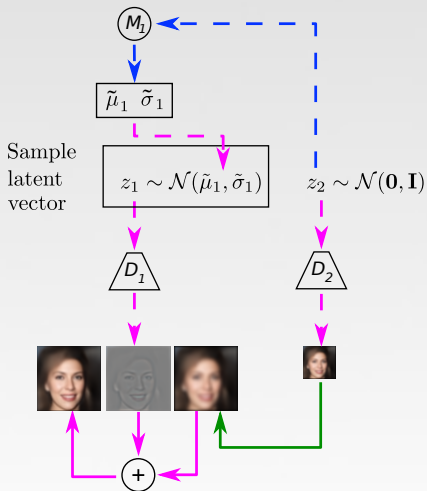 M₁
μ̃₁ σ̃₁
Sample
latent
vector
z₁ ∼ 𝒩(μ̃₁, σ̃₁)
z₂ ∼ 𝒩(𝟎, 𝐈)
D₁
D₂
+